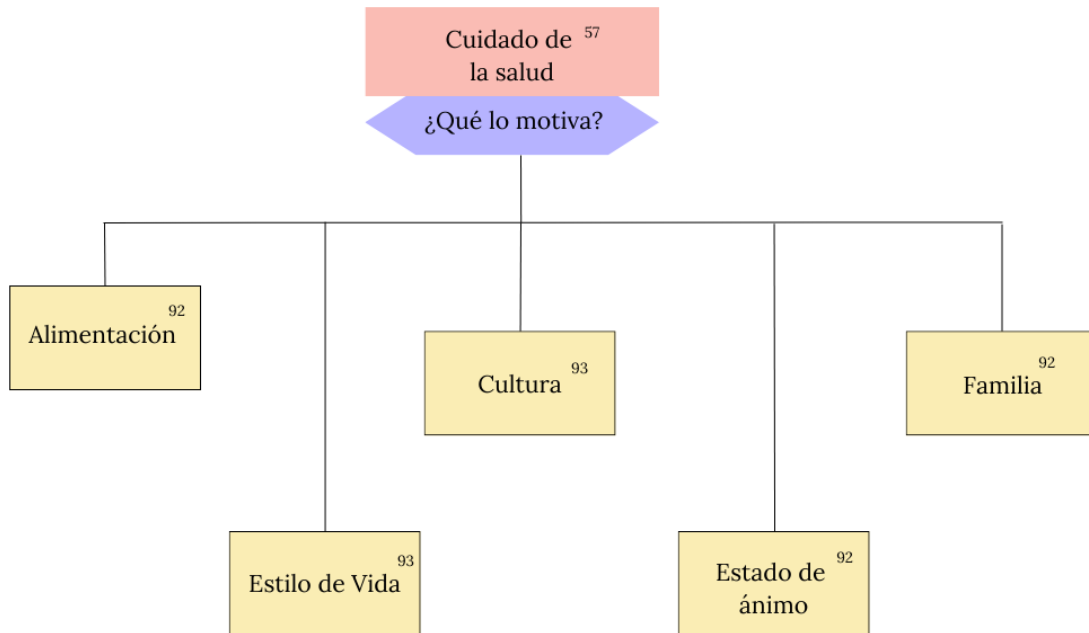 Cuidado de 57
la salud
¿Qué lo motiva?
Alimentación 92
Cultura 93
Familia 92
Estilo de Vida 93
Estado de 92
ánimo